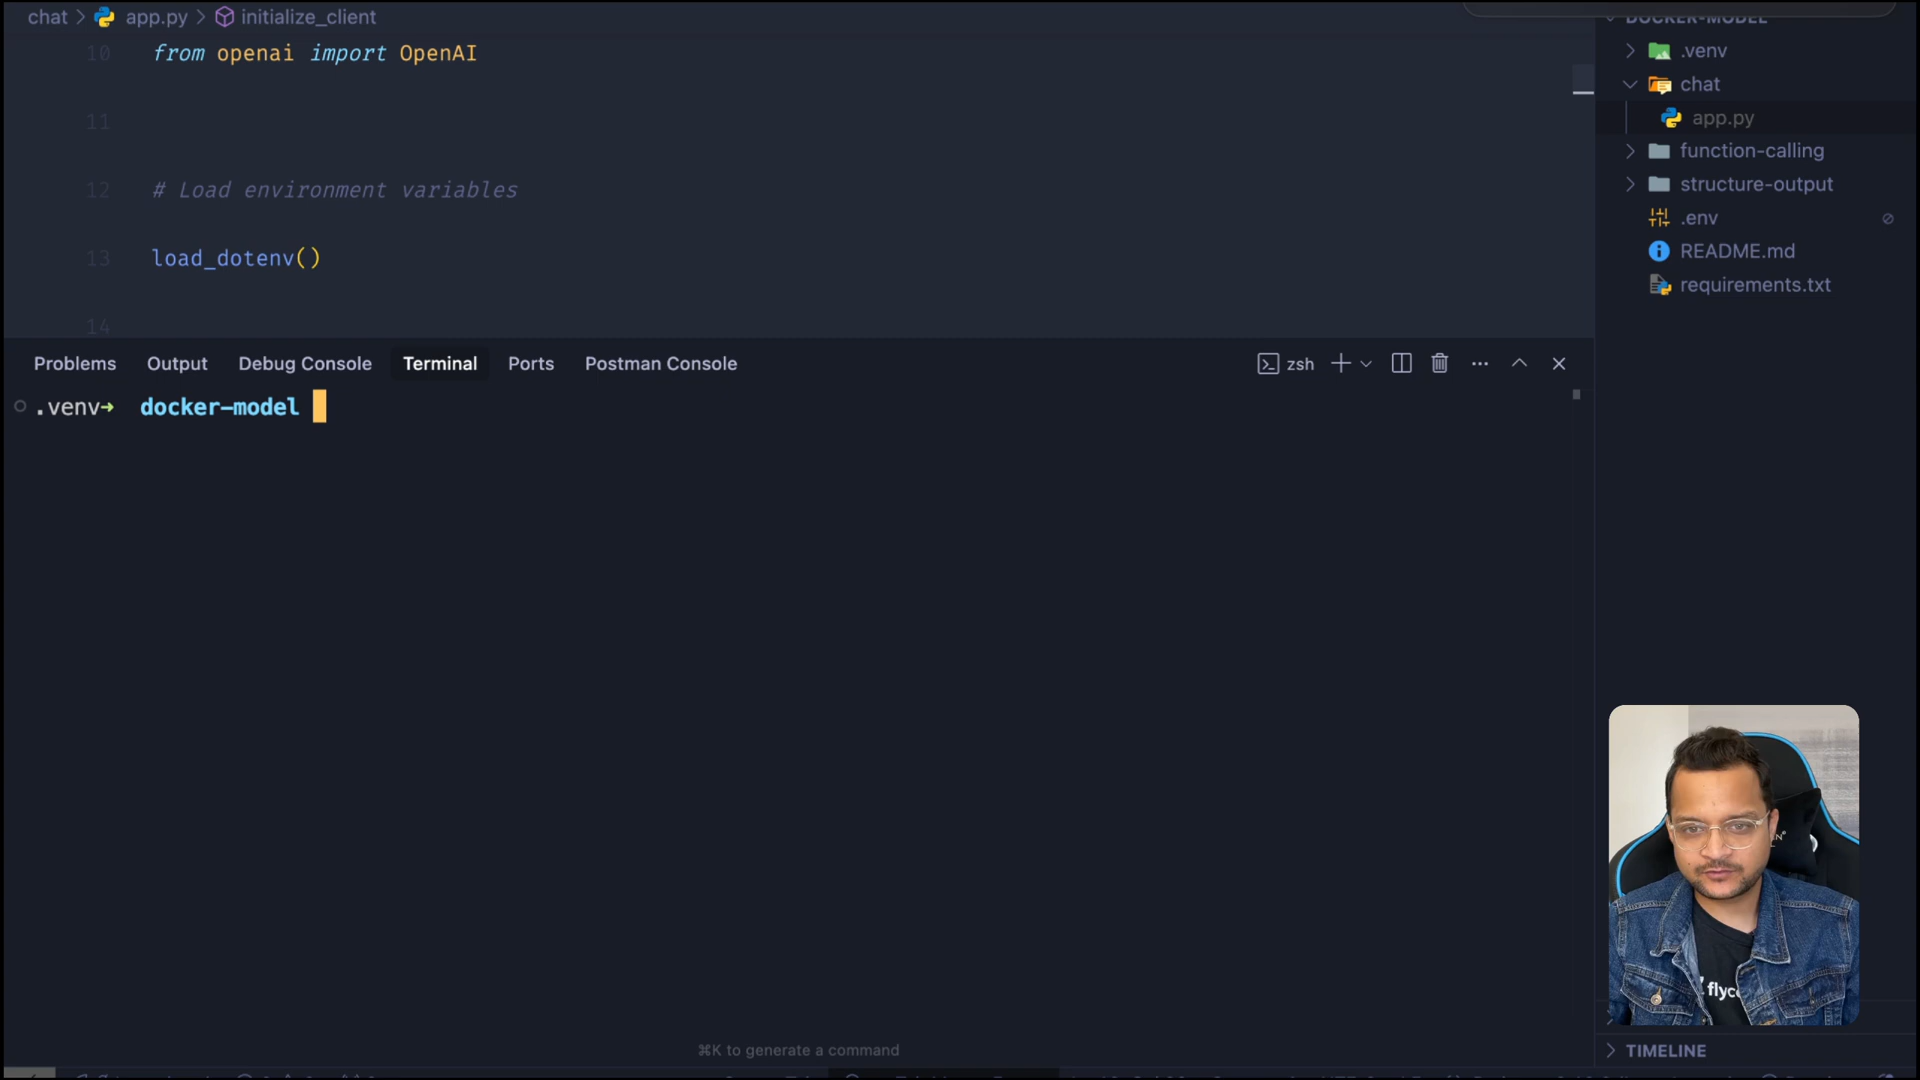 chat > app.py > initialize_client
10 from openai import OpenAI
11
12 # Load environment variables
13 load_dotenv()
14
Problems Output Debug Console Terminal Ports Postman Console
zsh
.venv→ docker-model
⌘K to generate a command
DOCKER-MODEL
.venv
chat
app.py
function-calling
structure-output
.env
README.md
requirements.txt
TIMELINE